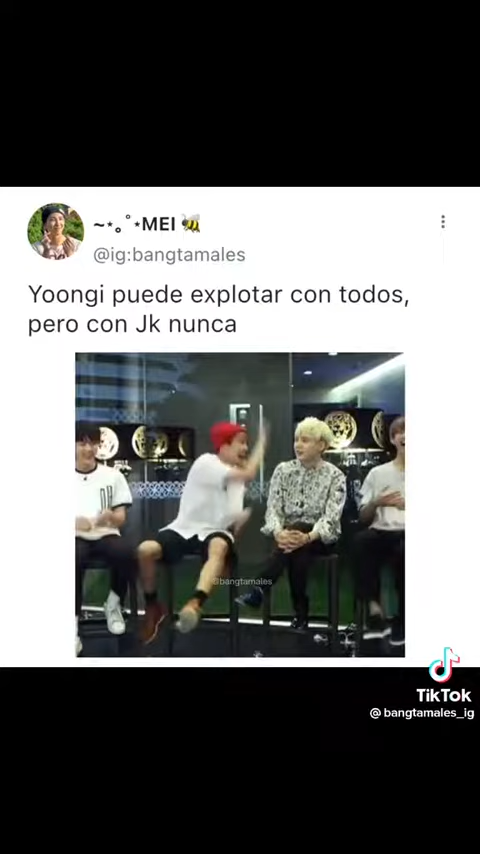 ~⋆｡˚⋆MEI 🐝
@ig:bangtamales
Yoongi puede explotar con todos,
pero con Jk nunca
@bangtamales
TikTok
@bangtamales_ig